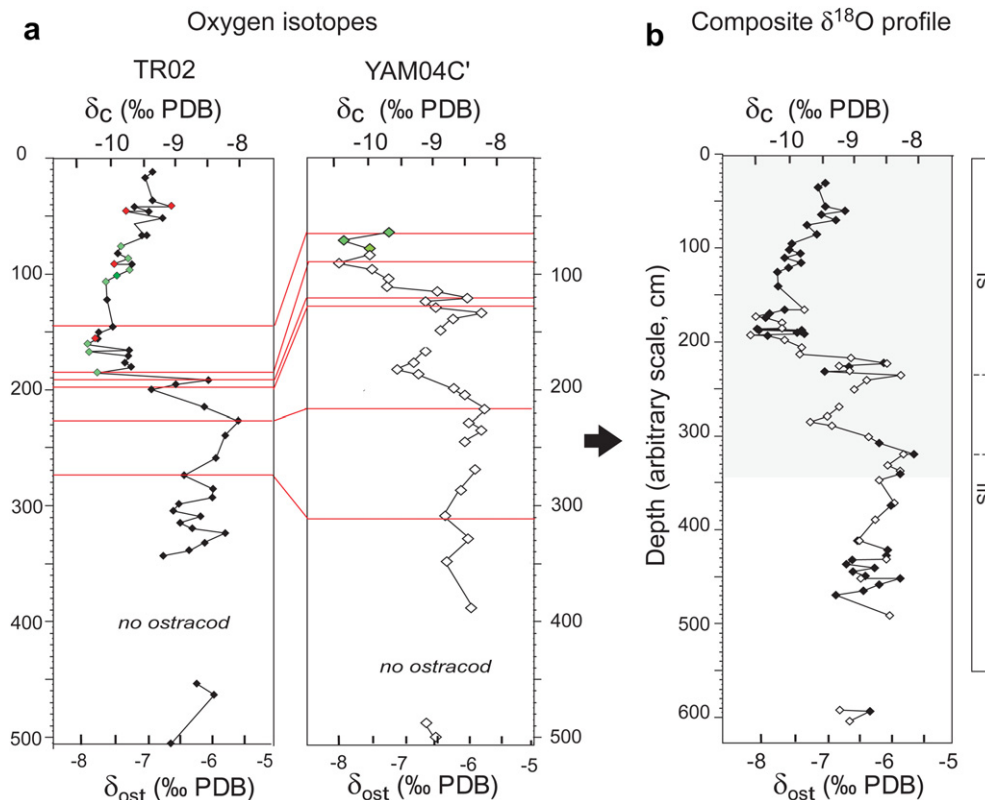 a
Oxygen isotopes
b
Composite δ18O profile
TR02
YAM04C'
δC (‰ PDB)
δC (‰ PDB)
δC (‰ PDB)
-10 -9 -8
-10 -9 -8
-10 -9 -8
0
100
200
300
400
500
no ostracod
100
200
300
400
500
no ostracod
Depth (arbitrary scale, cm)
0
100
200
300
400
500
600
-8 -7 -6 -5
-8 -7 -6 -5
-8 -7 -6 -5
δost (‰ PDB)
δost (‰ PDB)
δost (‰ PDB)